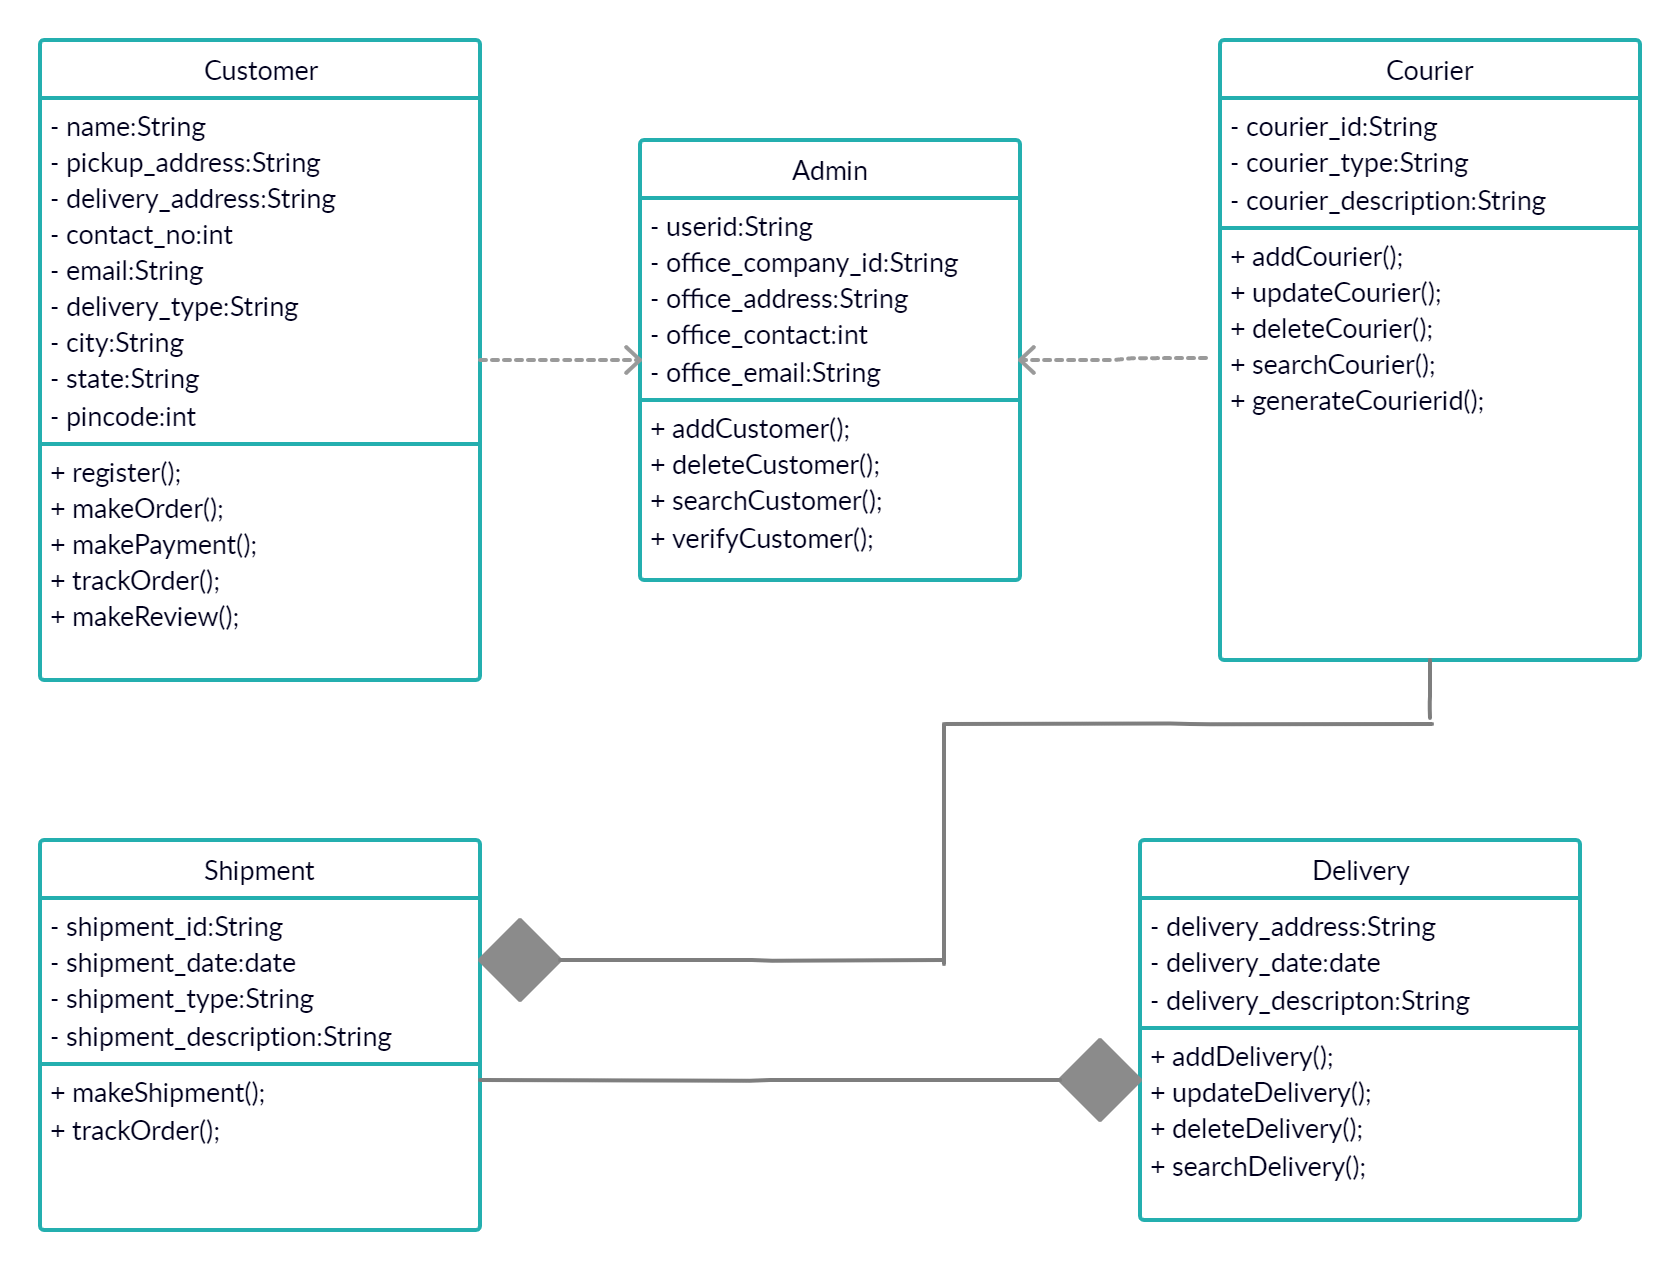 Customer
- name:String
- pickup_address:String
- delivery_address:String
- contact_no:int
- email:String
- delivery_type:String
- city:String
- state:String
- pincode:int
+ register();
+ makeOrder();
+ makePayment();
+ trackOrder();
+ makeReview();
Admin
- userid:String
- office_company_id:String
- office_address:String
- office_contact:int
- office_email:String
+ addCustomer();
+ deleteCustomer();
+ searchCustomer();
+ verifyCustomer();
Courier
- courier_id:String
- courier_type:String
- courier_description:String
+ addCourier();
+ updateCourier();
+ deleteCourier();
+ searchCourier();
+ generateCourierid();
Shipment
- shipment_id:String
- shipment_date:date
- shipment_type:String
- shipment_description:String
+ makeShipment();
+ trackOrder();
Delivery
- delivery_address:String
- delivery_date:date
- delivery_descripton:String
+ addDelivery();
+ updateDelivery();
+ deleteDelivery();
+ searchDelivery();